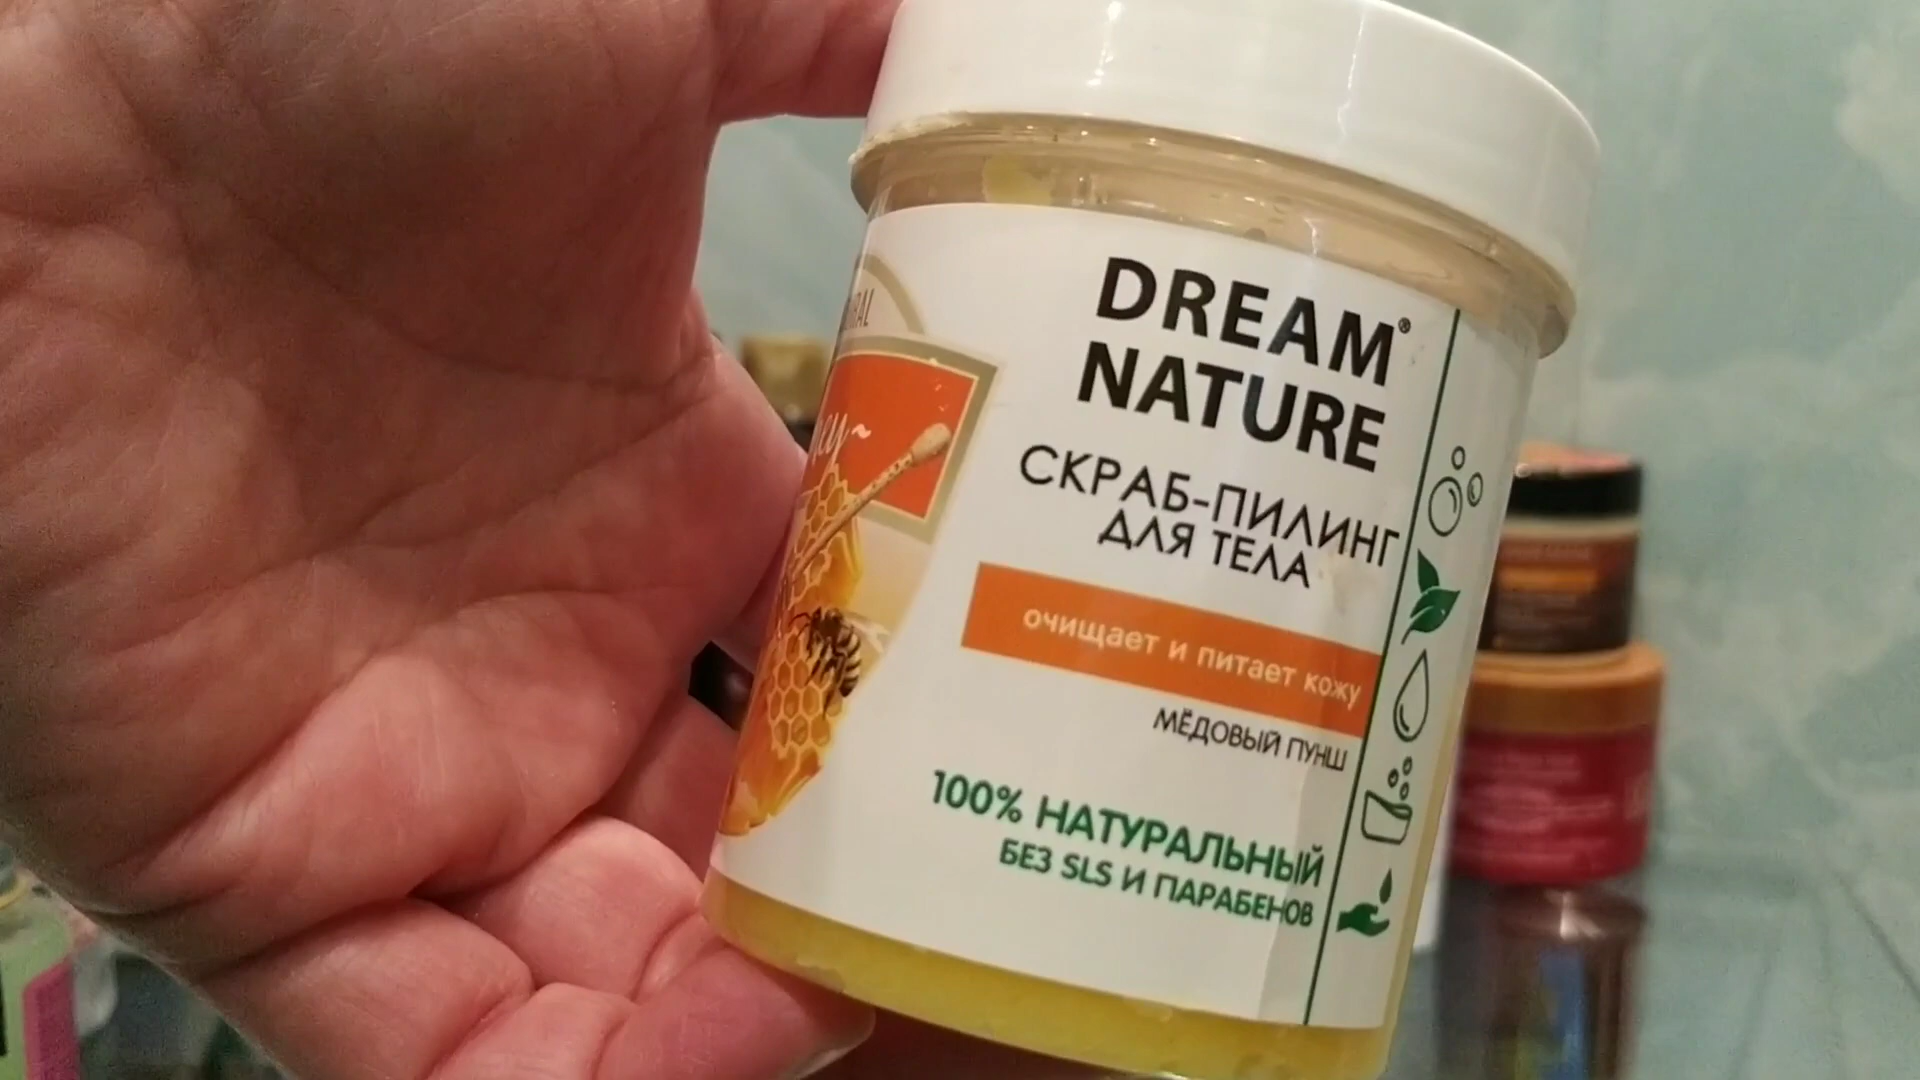 DREAM®
NATURE
СКРАБ-ПИЛИНГ
ДЛЯ ТЕЛА
очищает и питает кожу
МЁДОВЫЙ ПУНШ
100% НАТУРАЛЬНЫЙ
БЕЗ SLS И ПАРАБЕНОВ